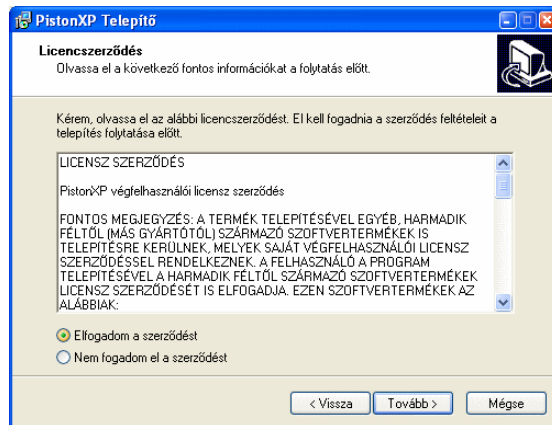 PistonXP Telepítő
Licencszerződés
Olvassa el a következő fontos információkat a folytatás előtt.
Kérem, olvassa el az alábbi licencszerződést. El kell fogadnia a szerződés feltételeit a
telepítés folytatása előtt.
LICENSZ SZERZŐDÉS
PistonXP végfelhasználói licensz szerződés
FONTOS MEGJEGYZÉS: A TERMÉK TELEPÍTÉSÉVEL EGYÉB, HARMADIK
FÉLTŐL (MÁS GYÁRTÓTÓL) SZÁRMAZÓ SZOFTVERTERMÉKEK IS
TELEPÍTÉSRE KERÜLNEK, MELYEK SAJÁT VÉGFELHASZNÁLÓI LICENSZ
SZERZŐDÉSSEL RENDELKEZNEK. A FELHASZNÁLÓ A PROGRAM
TELEPÍTÉSÉVEL A HARMADIK FÉLTŐL SZÁRMAZÓ SZOFTVERTERMÉKEK
LICENSZ SZERZŐDÉSÉT IS ELFOGADJA. EZEN SZOFTVERTERMÉKEK AZ
ALÁBBIAK:
Elfogadom a szerződést
Nem fogadom el a szerződést
< Vissza
Tovább >
Mégse